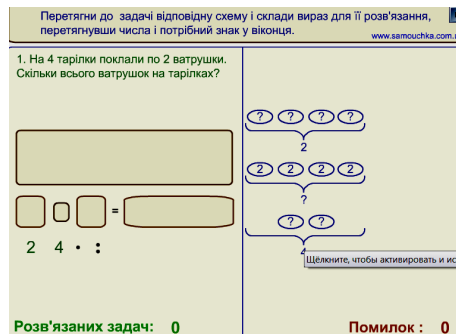 Перетягни до задачі відповідну схему і склади вираз для її розв'язання,
перетягнувши числа і потрібний знак у віконця.
www.samouchka.com.
1. На 4 тарілки поклали по 2 ватрушки.
Скільки всього ватрушок на тарілках?
=
2 4 · :
? ? ? ?
2
2 2 2 2
?
? ?
4
Щёлкните, чтобы активировать и ис
Розв'язаних задач: 0
Помилок : 0